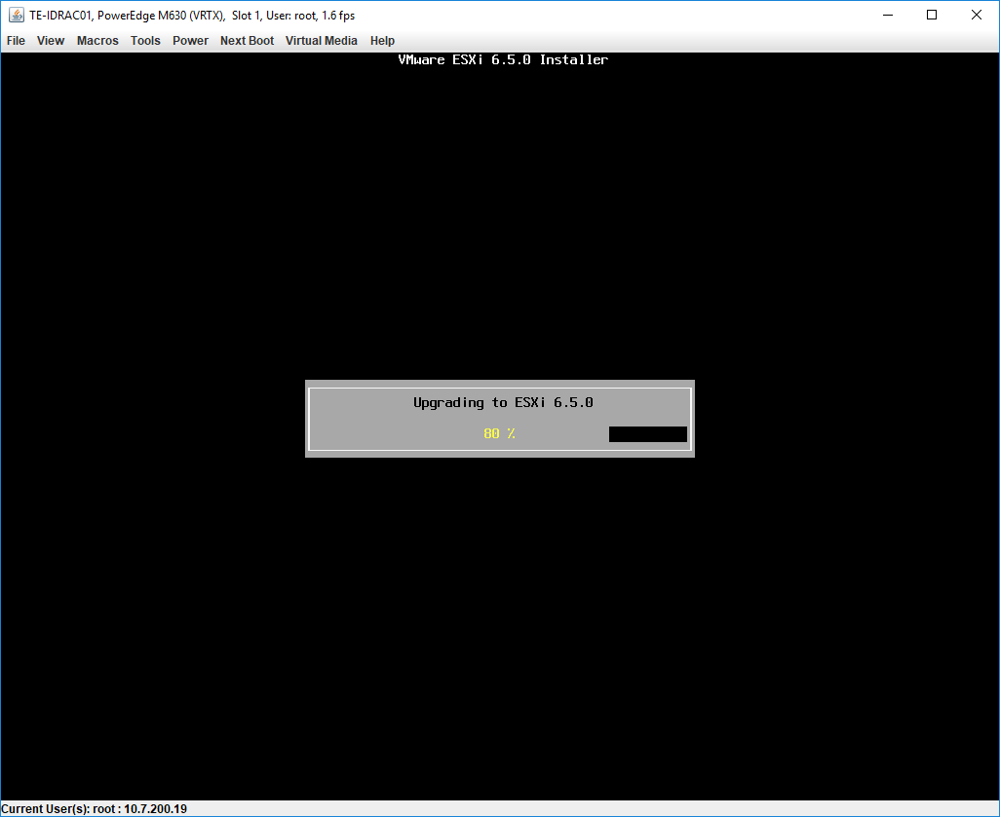 TE-IDRAC01, PowerEdge M630 (VRTX), Slot 1, User: root, 1.6 fps
File View Macros Tools Power Next Boot Virtual Media Help
VMware ESXi 6.5.0 Installer
Upgrading to ESXi 6.5.0
80 %
Current User(s): root : 10.7.200.19